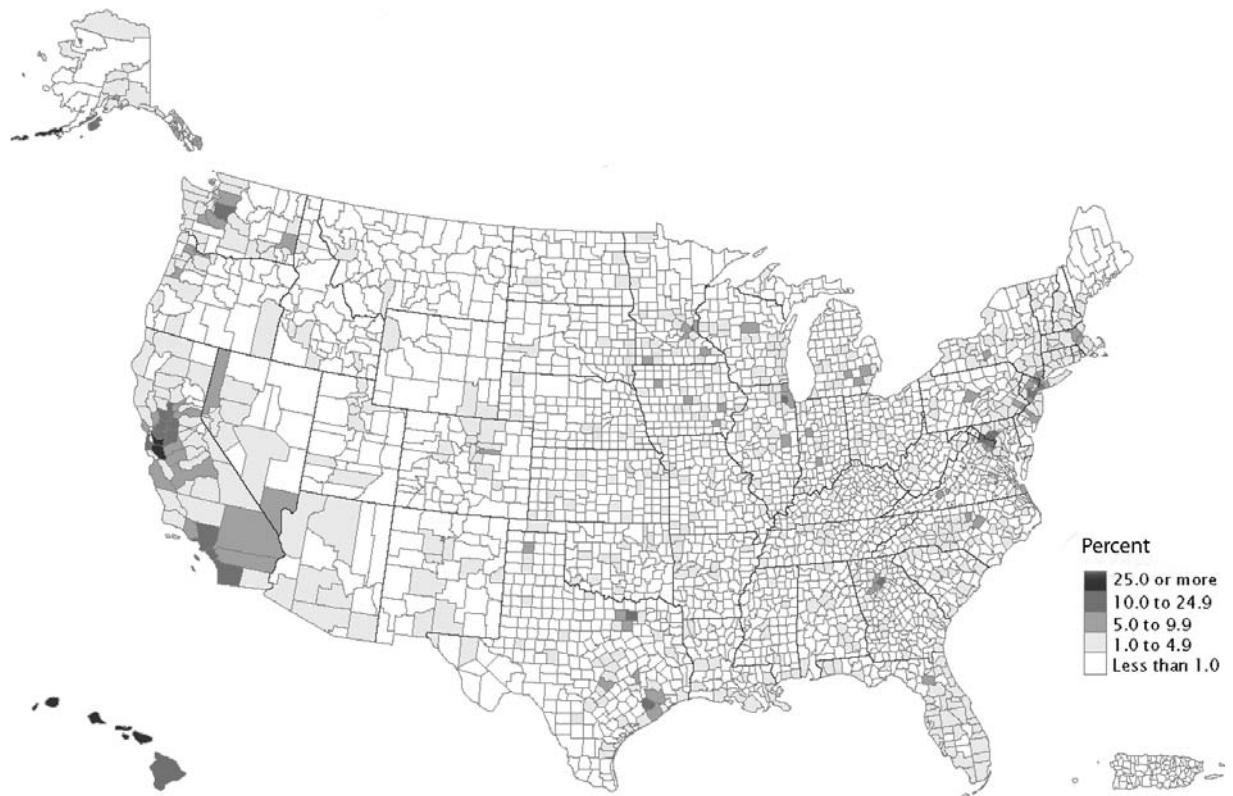 Percent
25.0 or more
10.0 to 24.9
5.0 to 9.9
1.0 to 4.9
Less than 1.0